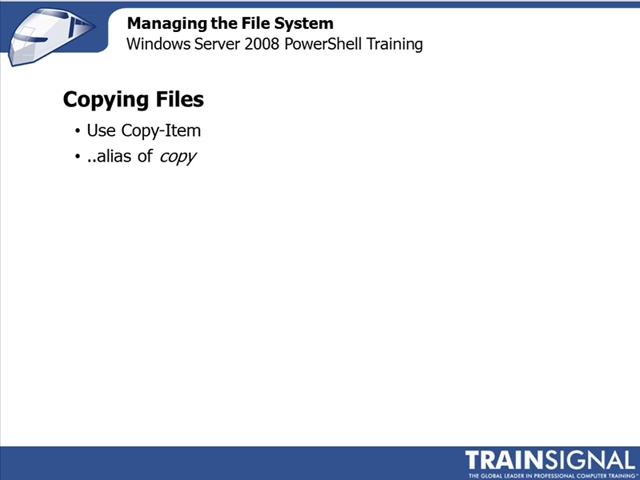 Managing the File System
Windows Server 2008 PowerShell Training
Copying Files
• Use Copy-Item
• ..alias of copy
TRAINSIGNAL
THE GLOBAL LEADER IN PROFESSIONAL COMPUTER TRAINING™